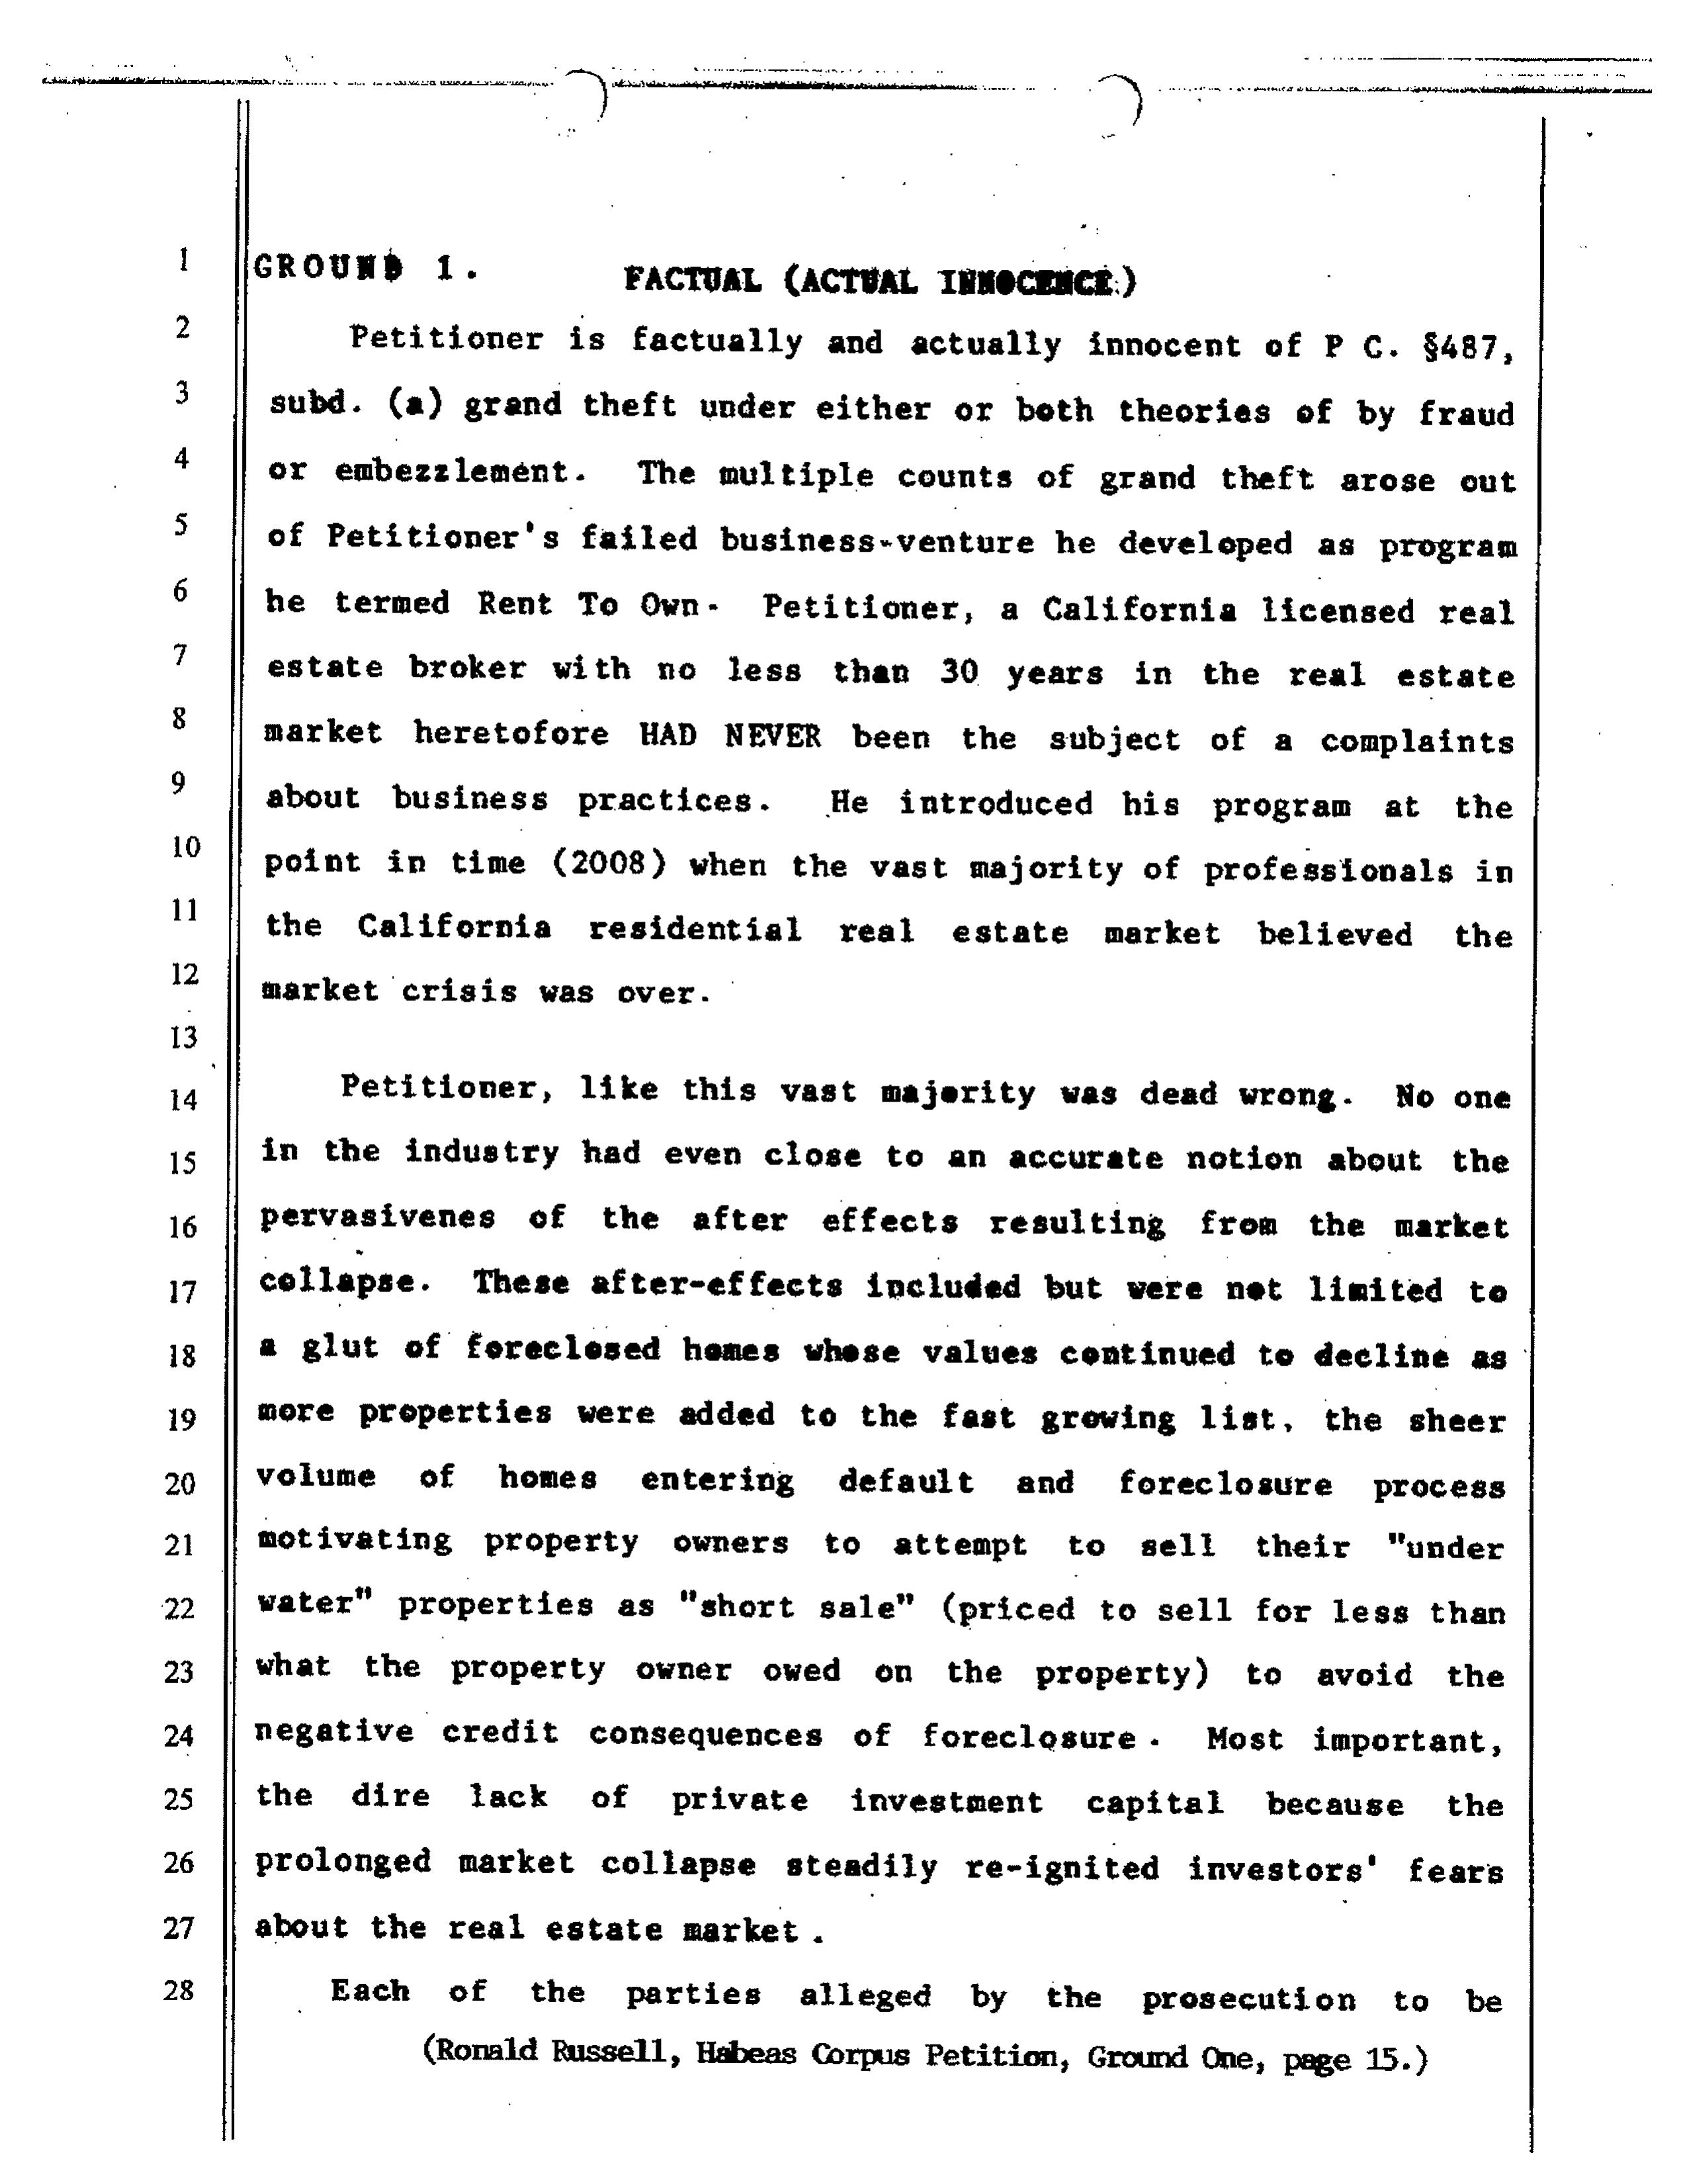 1 GROUND 1. FACTUAL (ACTUAL INNOCENCE.)
2 Petitioner is factually and actually innocent of P C. §487,
3 subd. (a) grand theft under either or both theories of by fraud
4 or embezzlement. The multiple counts of grand theft arose out
5 of Petitioner's failed business-venture he developed as program
6 he termed Rent To Own. Petitioner, a California licensed real
7 estate broker with no less than 30 years in the real estate
8 market heretofore HAD NEVER been the subject of a complaints
9 about business practices. He introduced his program at the
10 point in time (2008) when the vast majority of professionals in
11 the California residential real estate market believed the
12 market crisis was over.
13
14 Petitioner, like this vast majority was dead wrong. No one
15 in the industry had even close to an accurate notion about the
16 pervasivenes of the after effects resulting from the market
17 collapse. These after-effects included but were not limited to
18 a glut of foreclosed homes whose values continued to decline as
19 more properties were added to the fast growing list, the sheer
20 volume of homes entering default and foreclosure process
21 motivating property owners to attempt to sell their "under
22 water" properties as "short sale" (priced to sell for less than
23 what the property owner owed on the property) to avoid the
24 negative credit consequences of foreclosure. Most important,
25 the dire lack of private investment capital because the
26 prolonged market collapse steadily re-ignited investors' fears
27 about the real estate market.
28 Each of the parties alleged by the prosecution to be
(Ronald Russell, Habeas Corpus Petition, Ground One, page 15.)